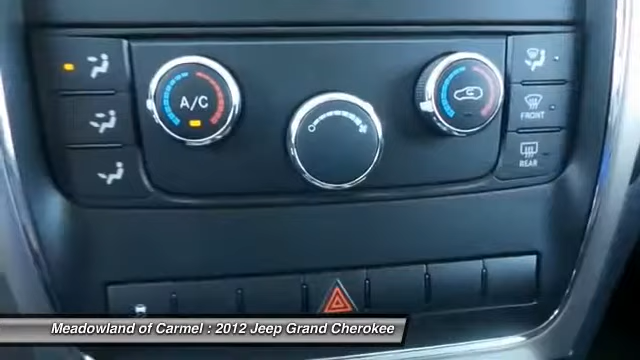 A/C
FRONT
REAR
Meadowland of Carmel : 2012 Jeep Grand Cherokee